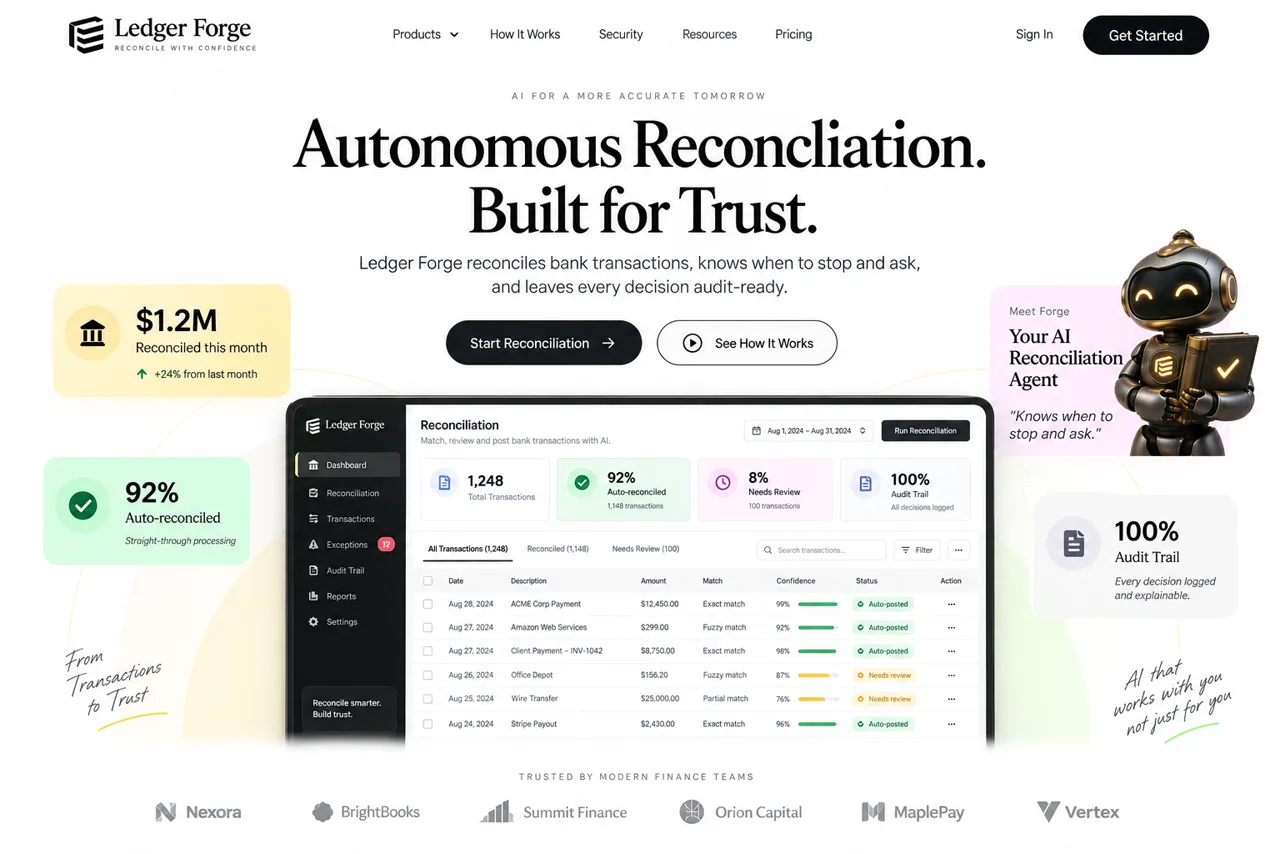 Ledger Forge
RECONCILE WITH CONFIDENCE
Products
How It Works
Security
Resources
Pricing
Sign In
Get Started
AI FOR A MORE ACCURATE TOMORROW
Autonomous Reconcliation.
Built for Trust.
Ledger Forge reconciles bank transactions, knows when to stop and ask,
and leaves every decision audit-ready.
Start Reconciliation
See How It Works
$1.2M
Reconciled this month
+24% from last month
92%
Auto-reconciled
Straight-through processing
From
Transactions
to Trust
Meet Forge
Your AI
Reconciliation
Agent
"Knows when to
stop and ask."
100%
Audit Trail
Every decision logged
and explainable.
AI that
works with you
not just for you
Ledger Forge
Dashboard
Reconciliation
Transactions
Exceptions 12
Audit Trail
Reports
Settings
Reconcile smarter.
Build trust.
Reconciliation
Match, review and post bank transactions with AI.
Aug 1, 2024 – Aug 31, 2024
Run Reconciliation
1,248
Total Transactions
92%
Auto-reconciled
1,148 transactions
8%
Needs Review
100 transactions
100%
Audit Trail
All decisions logged
All Transactions (1,248)
Reconciled (1,148)
Needs Review (100)
Search transactions...
Filter
Date Description Amount Match Confidence Status Action
Aug 28, 2024 ACME Corp Payment $12,450.00 Exact match 99% Auto-posted
Aug 27, 2024 Amazon Web Services $299.00 Fuzzy match 92% Auto-posted
Aug 27, 2024 Client Payment – INV-1042 $8,750.00 Exact match 98% Auto-posted
Aug 26, 2024 Office Depot $156.20 Fuzzy match 87% Needs review
Aug 25, 2024 Wire Transfer $25,000.00 Partial match 76% Needs review
Aug 24, 2024 Stripe Payout $2,430.00 Exact match 96% Auto-posted
TRUSTED BY MODERN FINANCE TEAMS
Nexora
BrightBooks
Summit Finance
Orion Capital
MaplePay
Vertex